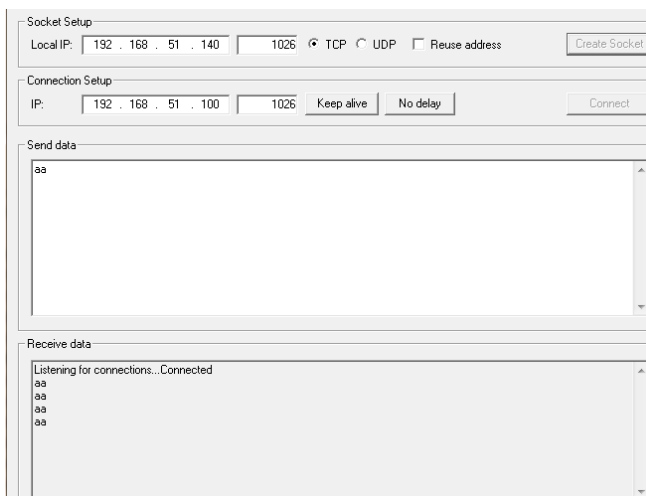 Socket Setup
Local IP: 192 . 168 . 51 . 140 1026 TCP UDP Reuse address Create Socket
Connection Setup
IP: 192 . 168 . 51 . 100 1026 Keep alive No delay Connect
Send data
aa
Receive data
Listening for connections...Connected
aa
aa
aa
aa